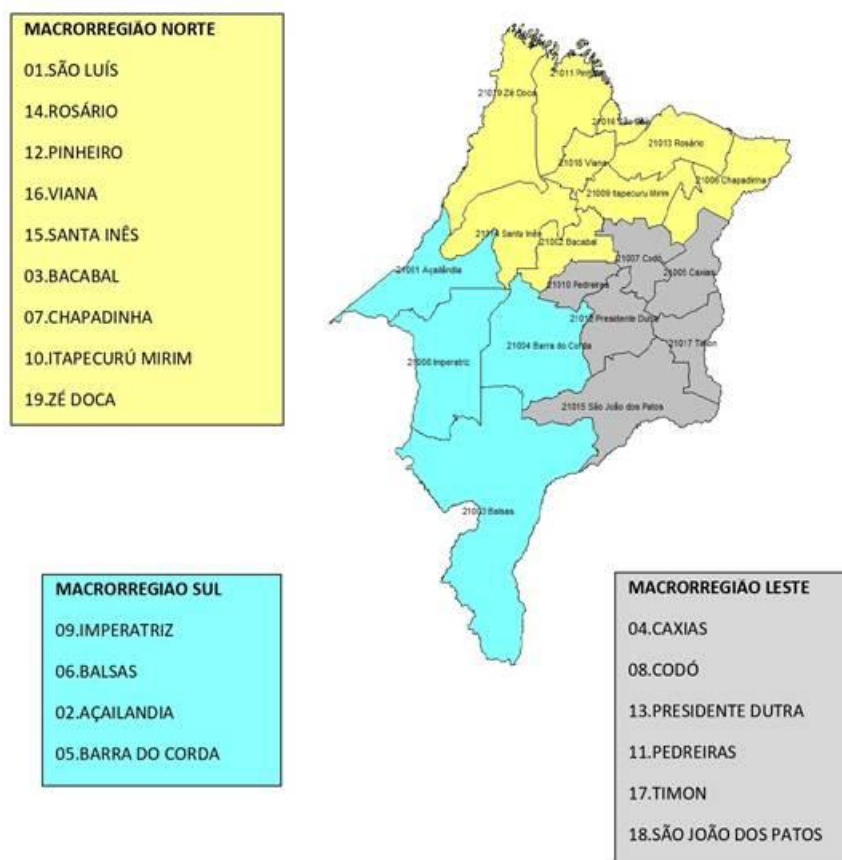 MACRORREGIÃO NORTE
01.SÃO LUÍS
14.ROSÁRIO
12.PINHEIRO
16.VIANA
15.SANTA INÊS
03.BACABAL
07.CHAPADINHA
10.ITAPECURÚ MIRIM
19.ZÉ DOCA
21011
21019 Zé Doca
21013 Rosário
21016 Viana
21006 Chapadinha
21009 Itapecuru Mirim
21014 Santa Inês
21002 Bacabal
21007 Codó
21001 Açailândia
21005 Caxias
21010 Pedreiras
21012 Presidente Dutra
21004 Barra do Corda
21017 Timon
21008 Imperatriz
21015 São João dos Patos
21003 Balsas
MACRORREGIAO SUL
09.IMPERATRIZ
06.BALSAS
02.AÇAILANDIA
05.BARRA DO CORDA
MACRORREGIÃO LESTE
04.CAXIAS
08.CODÓ
13.PRESIDENTE DUTRA
11.PEDREIRAS
17.TIMON
18.SÃO JOÃO DOS PATOS